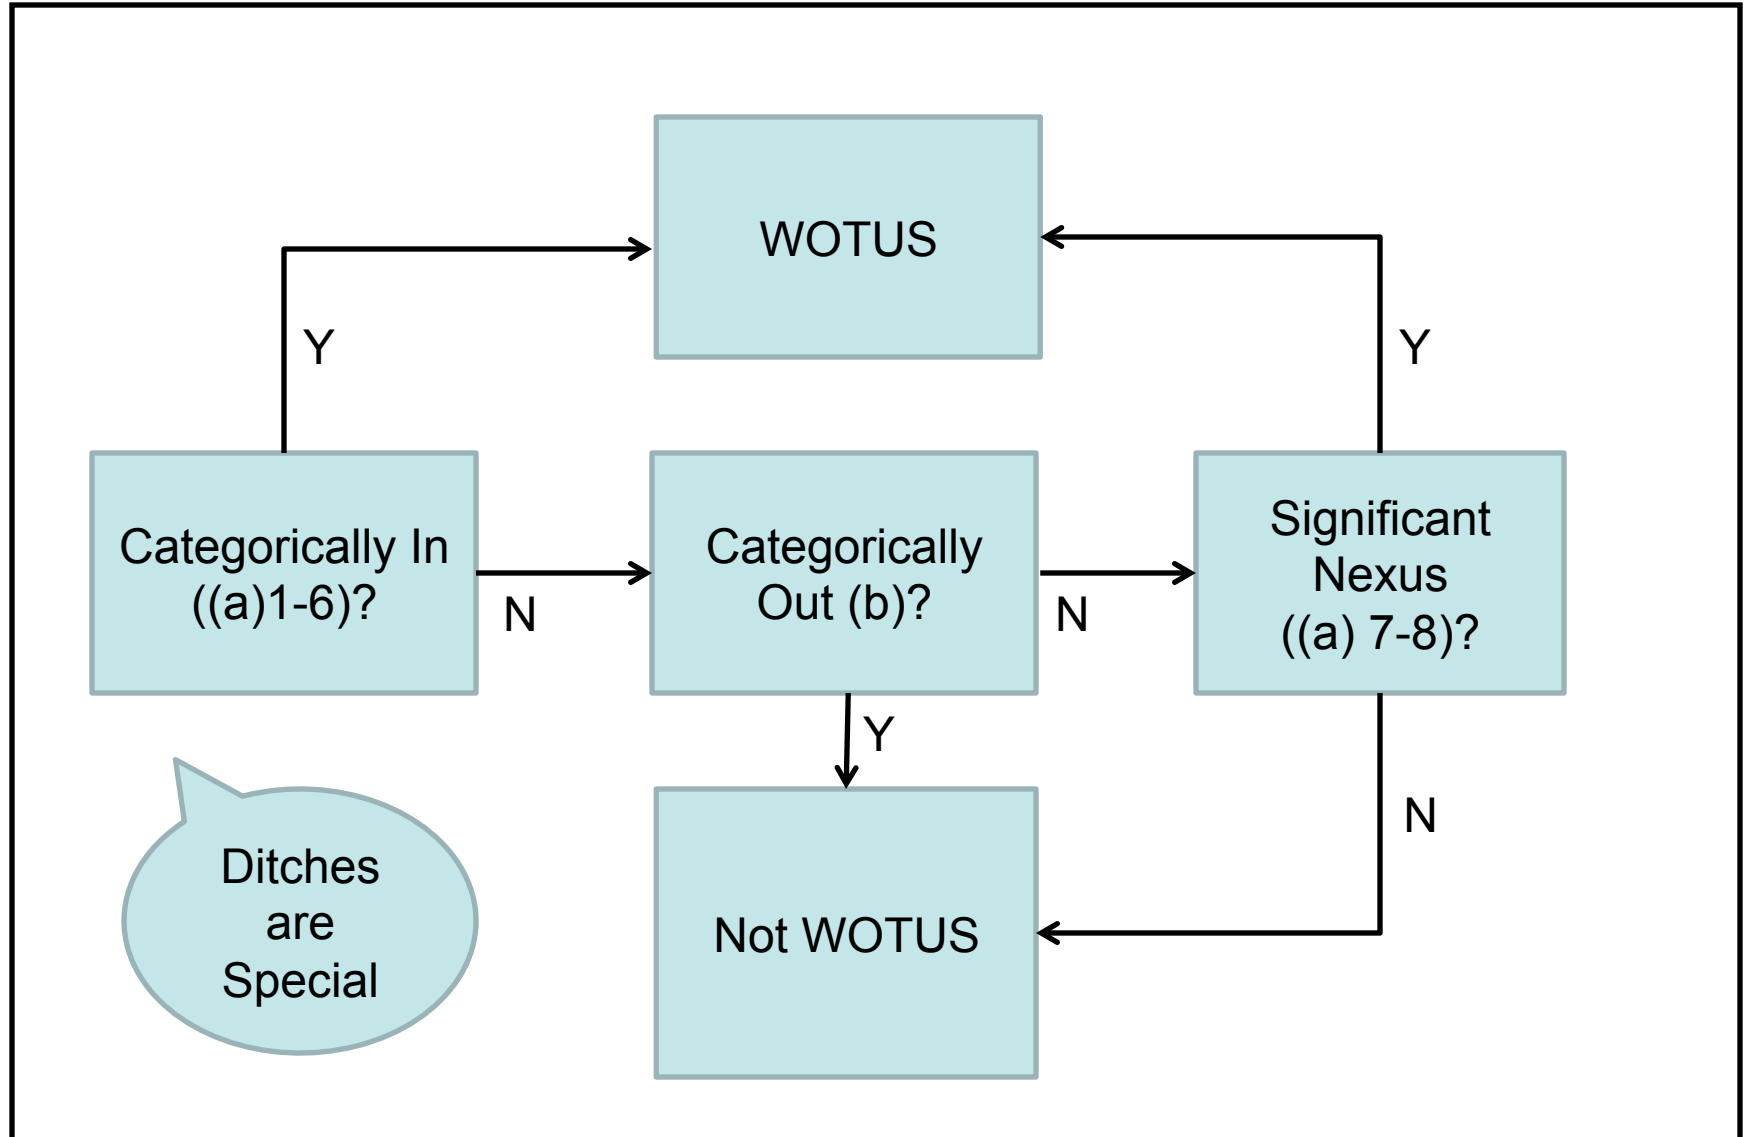 WOTUS
Y
Y
Categorically In
((a)1-6)?
N
Categorically
Out (b)?
N
Significant
Nexus
((a) 7-8)?
Y
N
Ditches
are
Special
Not WOTUS